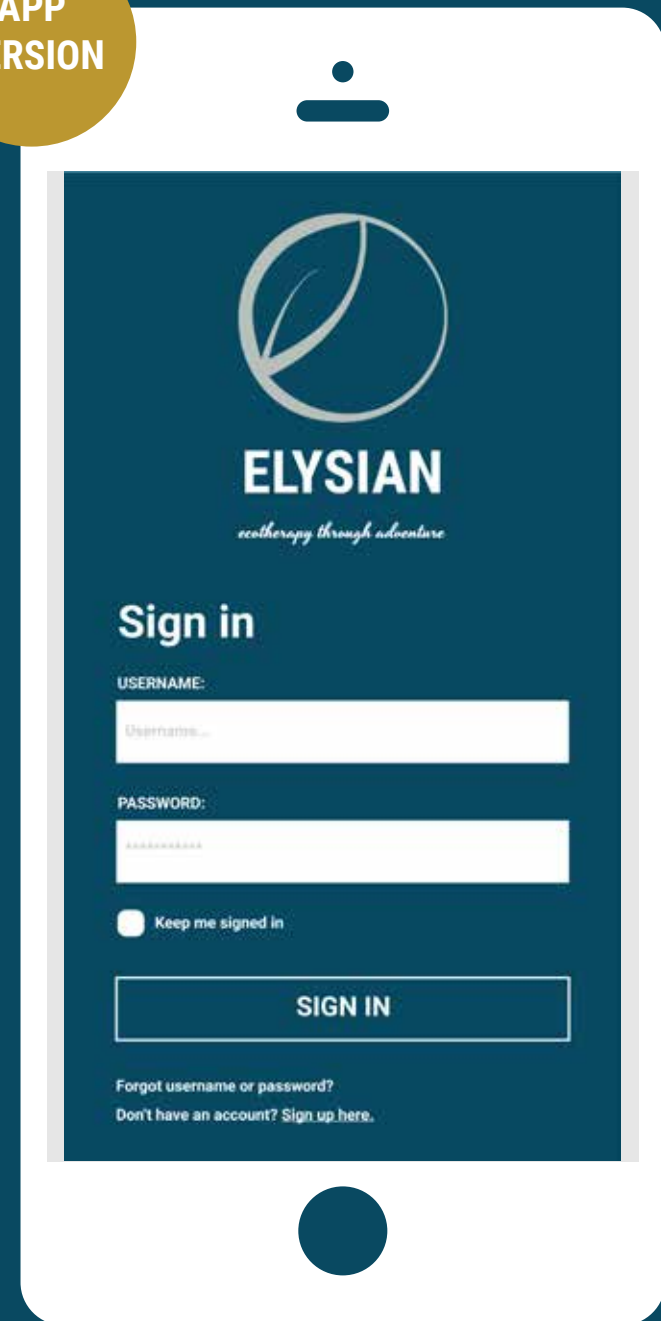 APP
ERSION
ELYSIAN
ecotherapy through adventure
Sign in
USERNAME:
Username...
PASSWORD:
***********
Keep me signed in
SIGN IN
Forgot username or password?
Don't have an account? Sign up here.